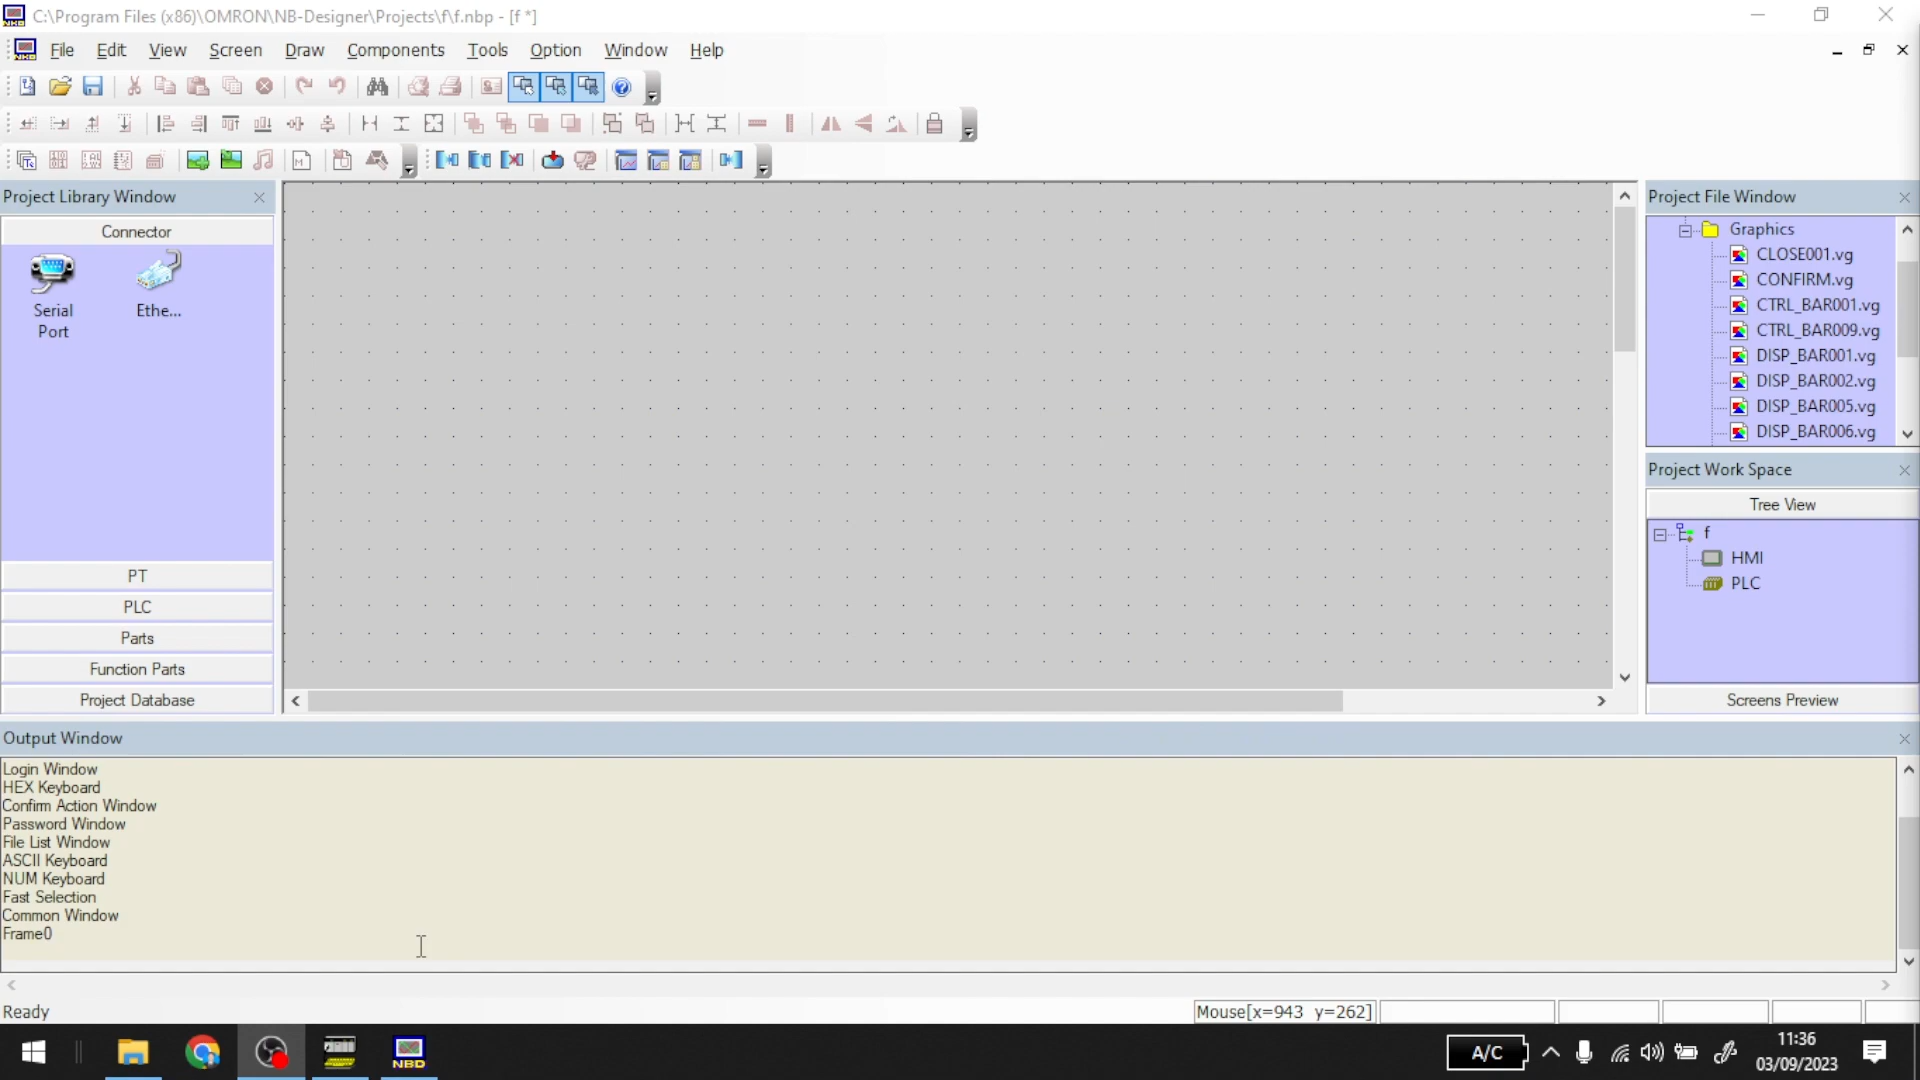 C:\Program Files (x86)\OMRON\NB-Designer\Projects\f\f.nbp - [f *]
File Edit View Screen Draw Components Tools Option Window Help
Project Library Window
Connector
Serial Port
Ethe...
PT
PLC
Parts
Function Parts
Project Database
Project File Window
Graphics
CLOSE001.vg
CONFIRM.vg
CTRL_BAR001.vg
CTRL_BAR009.vg
DISP_BAR001.vg
DISP_BAR002.vg
DISP_BAR005.vg
DISP_BAR006.vg
Project Work Space
Tree View
f
HMI
PLC
Screens Preview
Output Window
Login Window
HEX Keyboard
Confirm Action Window
Password Window
File List Window
ASCII Keyboard
NUM Keyboard
Fast Selection
Common Window
Frame0
Ready
Mouse[x=943 y=262]
NBD
A/C
11:36
03/09/2023